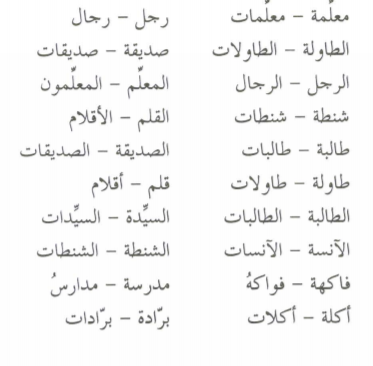 معلّمة – معلّمات رجل – رجال
الطاولة – الطاولات صديقة – صديقات
الرجل – الرجال المعلّم – المعلّمون
شنطة – شنطات القلم – الأقلام
طالبة – طالبات الصديقة – الصديقات
طاولة – طاولات قلم – أقلام
الطالبة – الطالبات السيِّدة – السيِّدات
الآنسة – الآنسات الشنطة – الشنطات
فاكهة – فواكهُ مدرسة – مدارسُ
أكلة – أكلات برّادة – برّادات